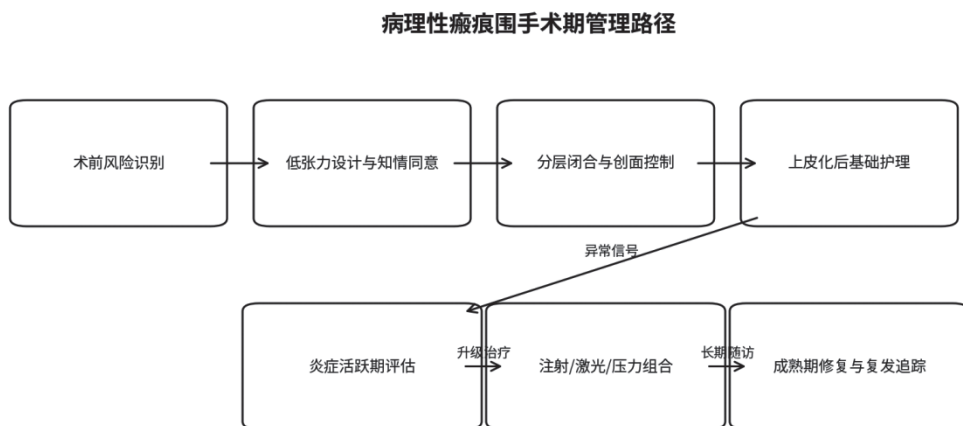 病理性瘢痕围手术期管理路径
术前风险识别
低张力设计与知情同意
分层闭合与创面控制
上皮化后基础护理
异常信号
炎症活跃期评估
升级治疗
注射/激光/压力组合
长期随访
成熟期修复与复发追踪